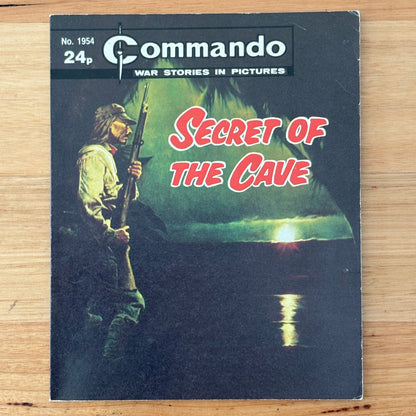 No. 1954
24p
Commando
WAR STORIES IN PICTURES
SECRET OF
THE CAVE